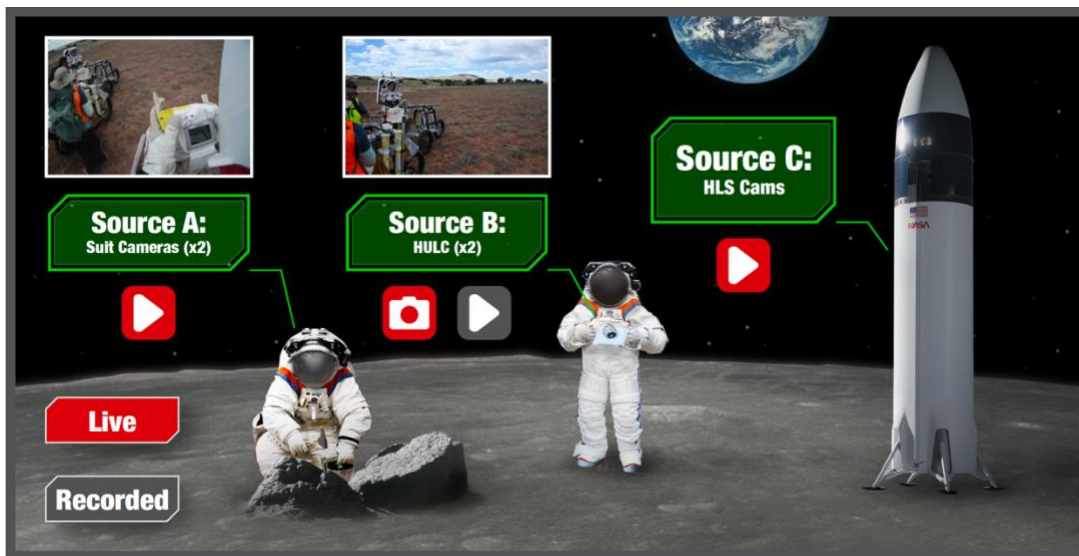 Source A:
Suit Cameras (x2)
Source B:
HULC (x2)
Source C:
HLS Cams
NASA
Live
Recorded